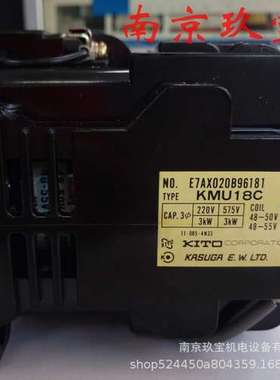 南京玖宝
NO. E7AX020B96181
TYPE KMU18C
CAP. 3ϕ 220V 575V COIL
3kW 3kW 48-50V
48-55V
KITO CORPORATION
KASUGA E.W. LTD.
南京玖宝机电设备有
shop524450a804359.1688.c